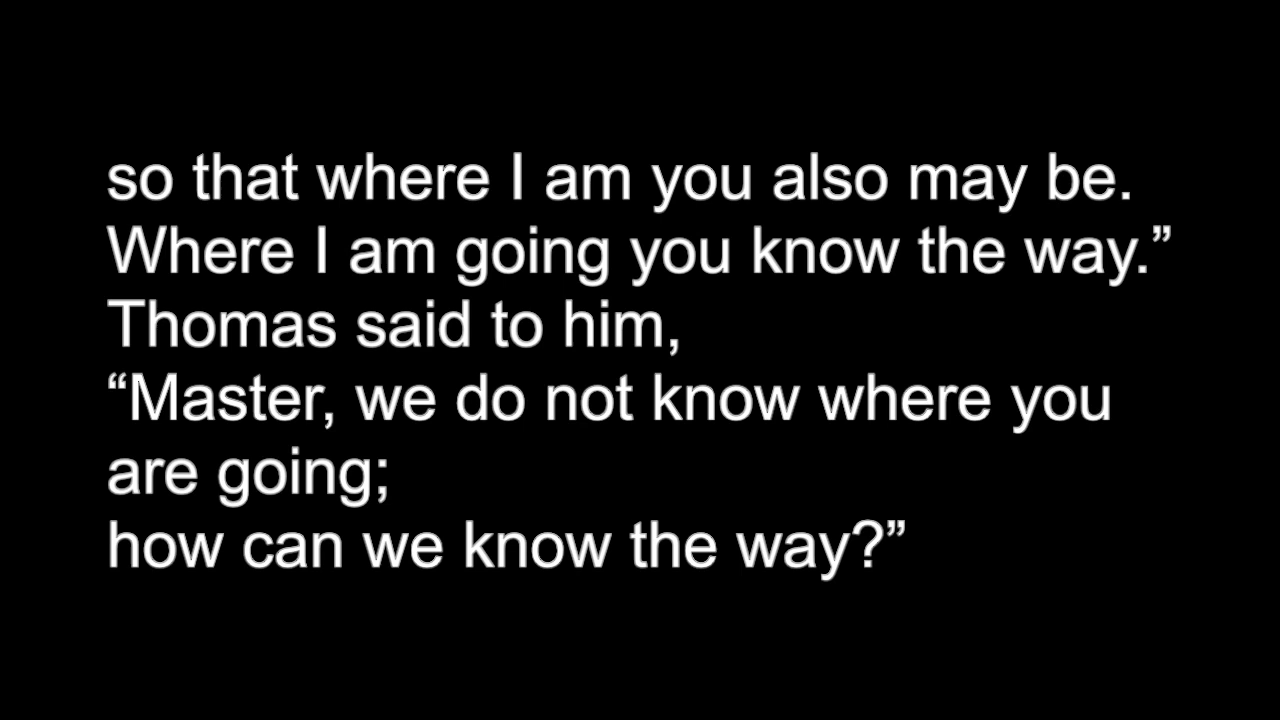 so that where I am you also may be.
Where I am going you know the way.”
Thomas said to him,
“Master, we do not know where you
are going;
how can we know the way?”